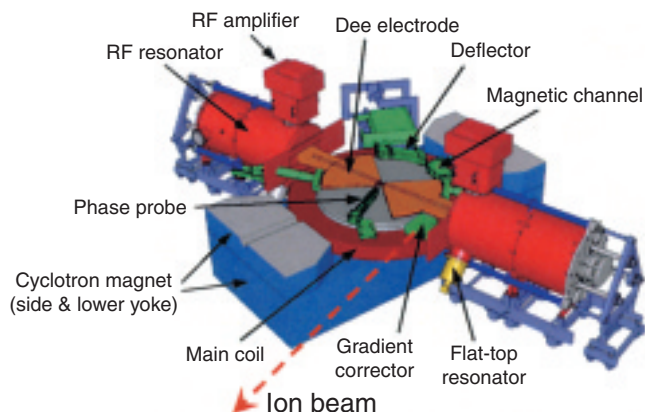 RF amplifier
RF resonator
Dee electrode
Deflector
Magnetic channel
Phase probe
Cyclotron magnet
(side & lower yoke)
Main coil
Gradient
corrector
Flat-top
resonator
Ion beam